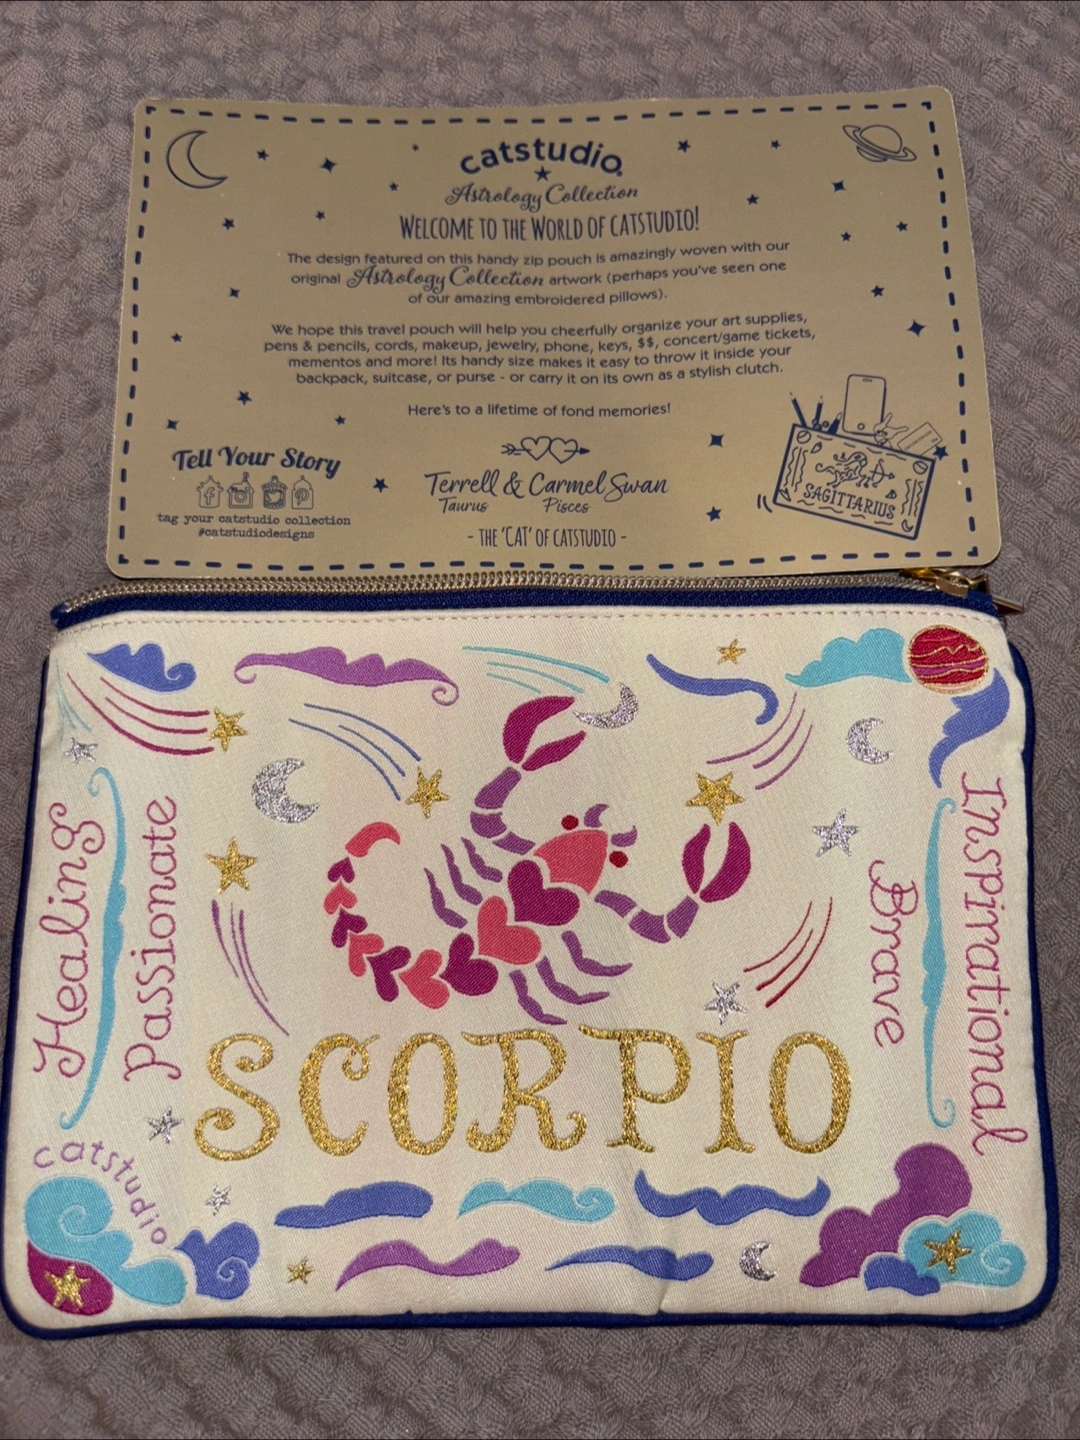 catstudio
Astrology Collection
WELCOME TO THE WORLD OF CATSTUDIO!
The design featured on this handy zip pouch is amazingly woven with our
original Astrology Collection artwork (perhaps you've seen one
of our amazing embroidered pillows).
We hope this travel pouch will help you cheerfully organize your art supplies,
pens & pencils, cords, makeup, jewelry, phone, keys, $$, concert/game tickets,
mementos and more! Its handy size makes it easy to throw it inside your
backpack, suitcase, or purse - or carry it on its own as a stylish clutch.
Here's to a lifetime of fond memories!
Tell Your Story
tag your catstudio collection
#catstudiodesigns
Terrell & Carmel Swan
Taurus Pisces
- THE 'CAT' OF CATSTUDIO -
SAGITTARIUS
Healing
Passionate
Brave
Inspirational
SCORPIO
catstudio